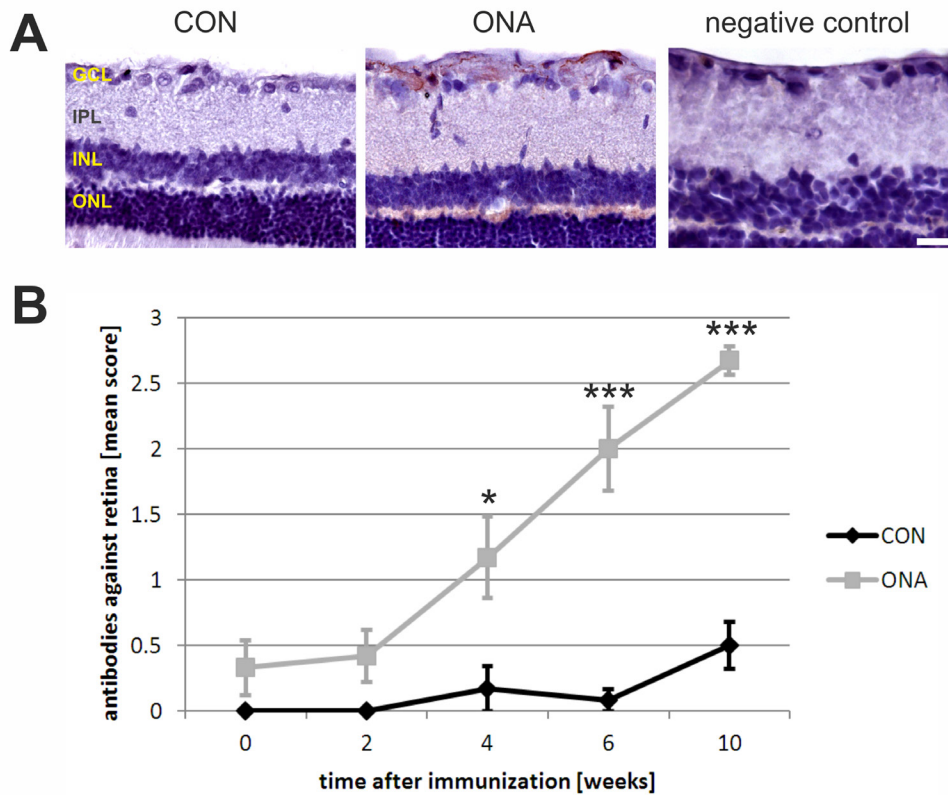 A
CON
ONA
negative control
GCL
IPL
INL
ONL
B
antibodies against retina [mean score]
3
2.5
2
1.5
1
0.5
0
*
***
***
0
2
4
6
10
time after immunization [weeks]
CON
ONA